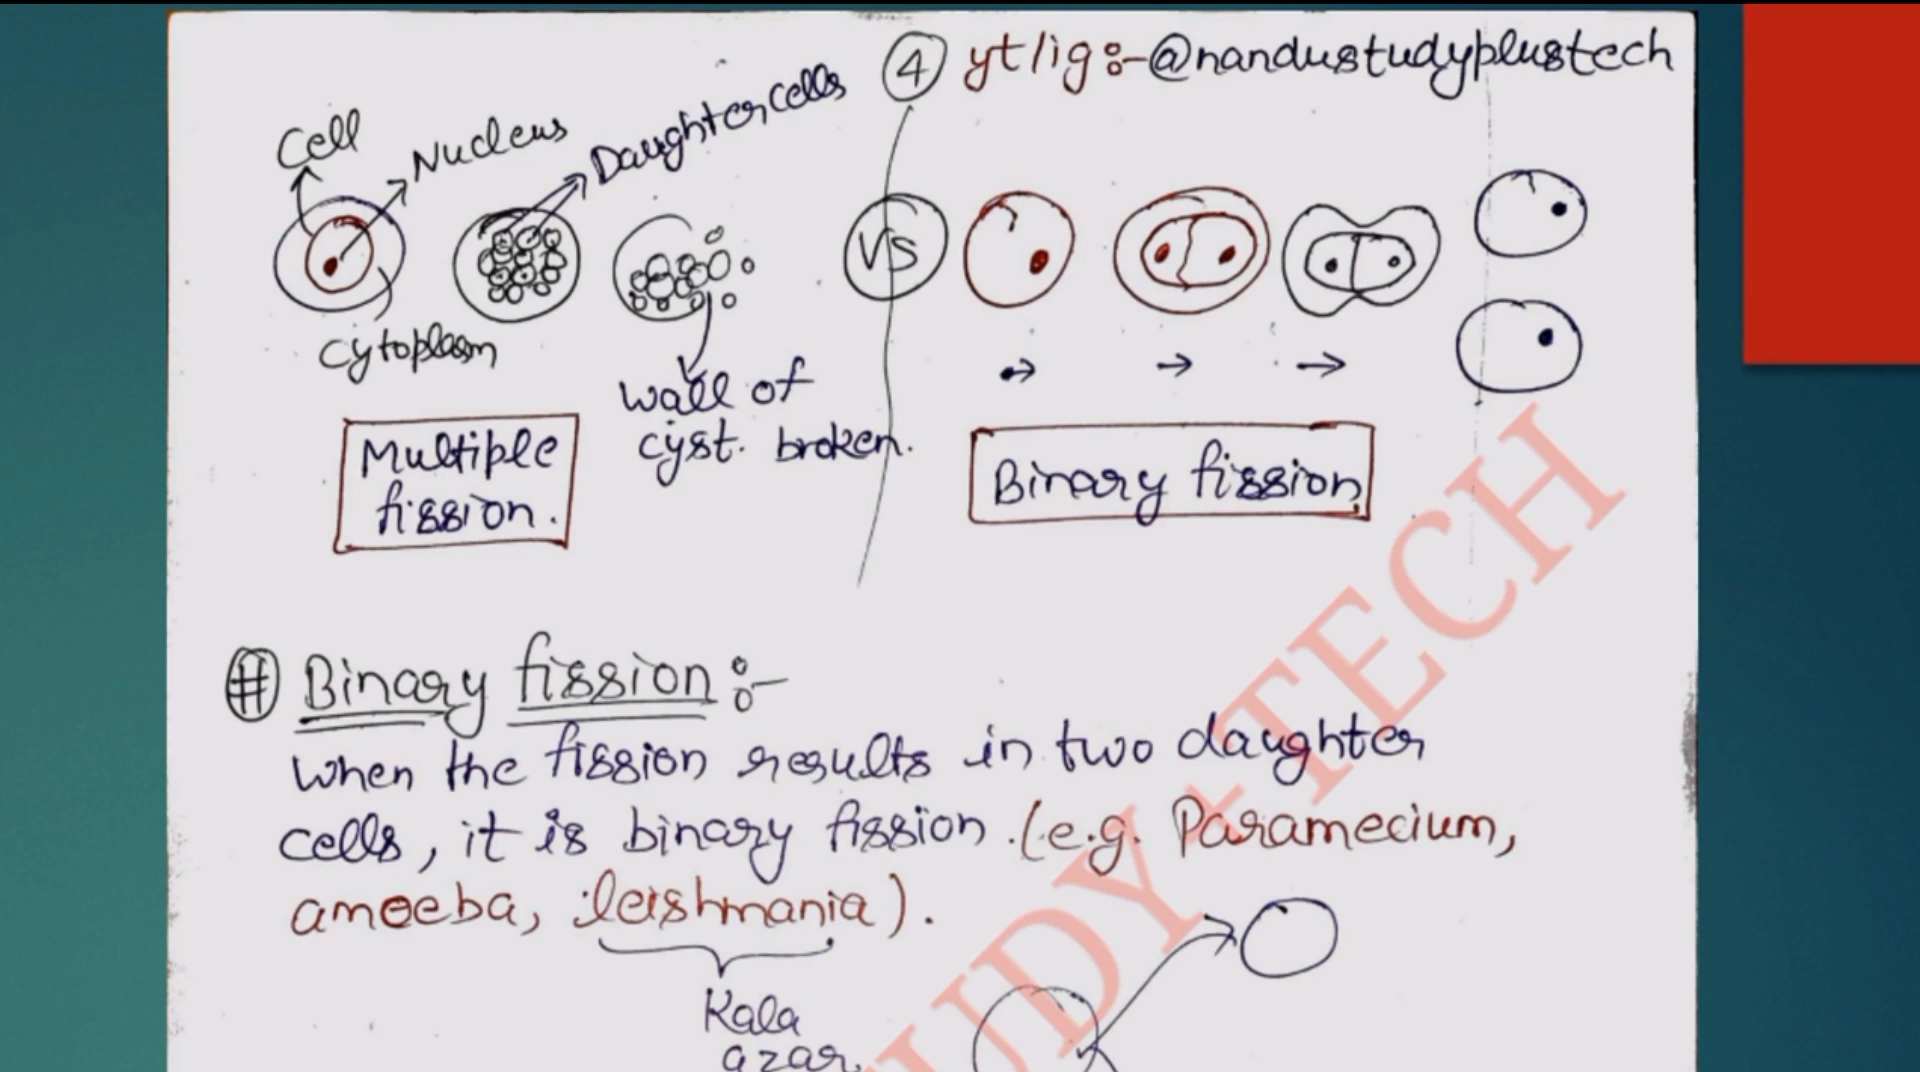 ④ yt/ig :- @nandustudyplustech
Cell
Nucleus
Daughter cells
Cytoplasm
wall of
cyst. broken.
Multiple
fission.
VS
Binary fission
# Binary fission :-
When the fission results in two daughter
cells, it is binary fission. (e.g. Paramecium,
amoeba, leishmania).
Kala
azar.
UDY+TECH